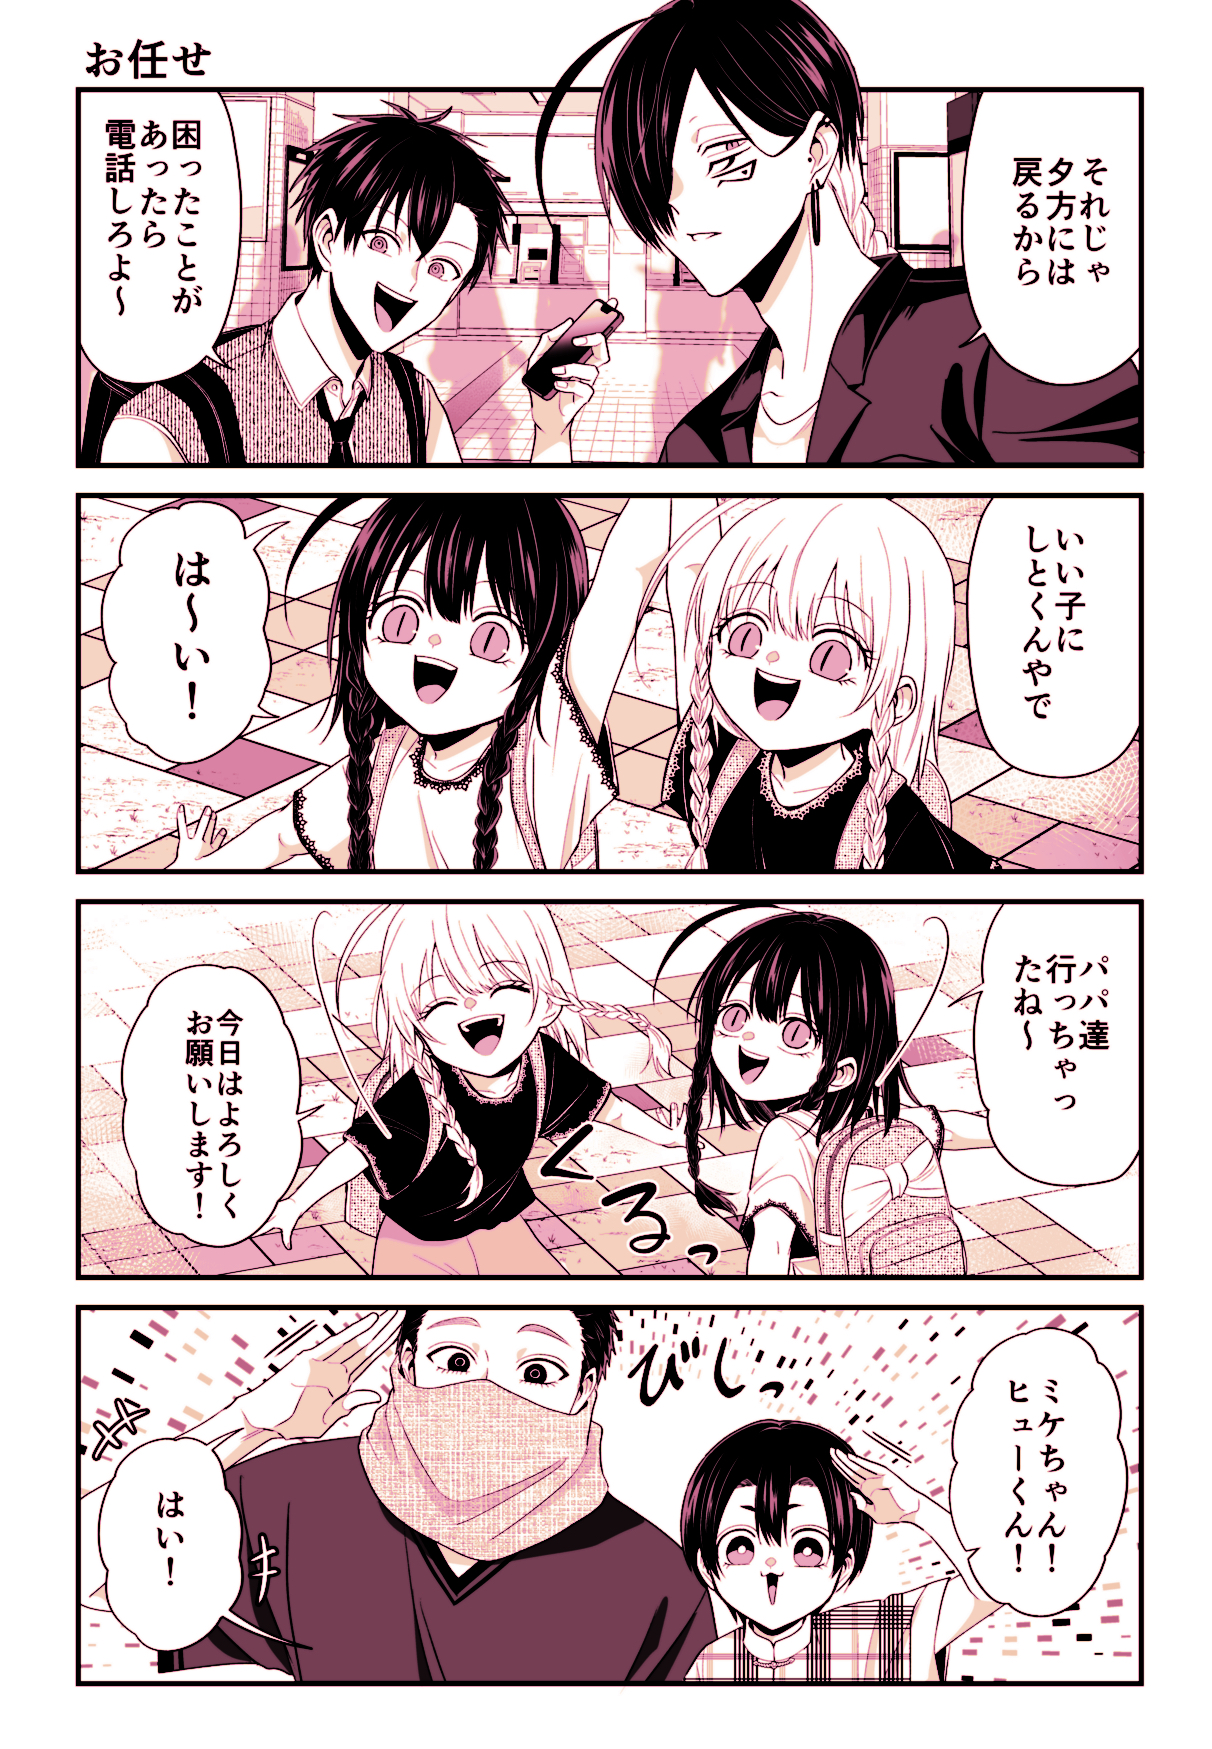 お任せ
それじゃ
夕方には
戻るから
困ったことが
あったら
電話しろよ～
いい子に
しとくんやで
は～い！
パパ達
行っちゃっ
たね～
くるっ
今日はよろしく
お願いします！
ミケちゃん！
ヒューくん！
びしっ
はい！
キ